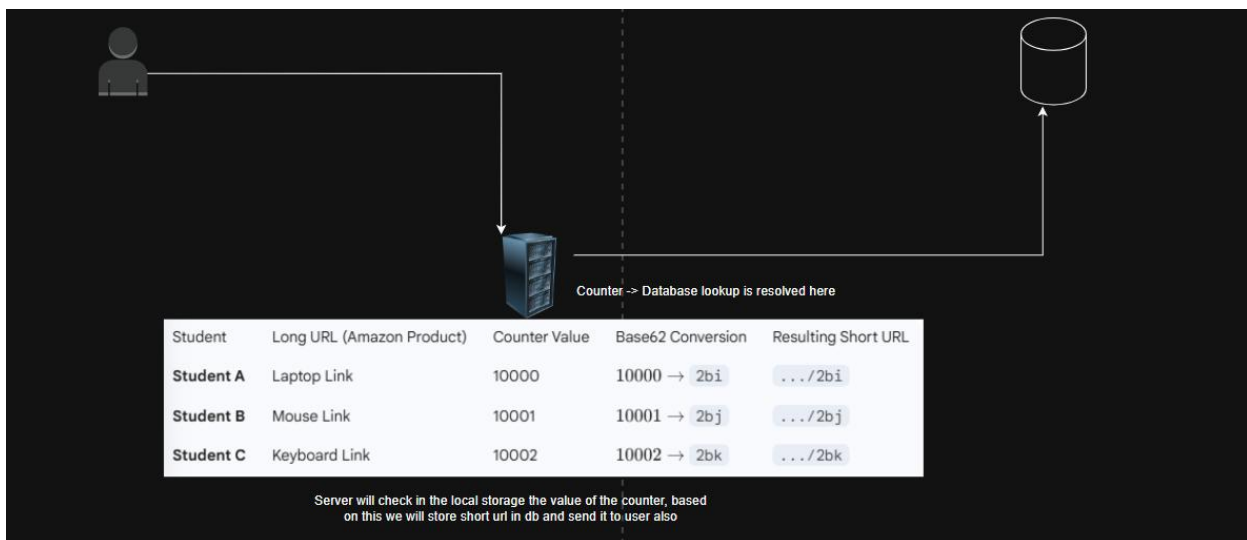 Counter -> Database lookup is resolved here
Student Long URL (Amazon Product) Counter Value Base62 Conversion Resulting Short URL
Student A Laptop Link 10000 10000 → 2bi .../2bi
Student B Mouse Link 10001 10001 → 2bj .../2bj
Student C Keyboard Link 10002 10002 → 2bk .../2bk
Server will check in the local storage the value of the counter, based
on this we will store short url in db and send it to user also